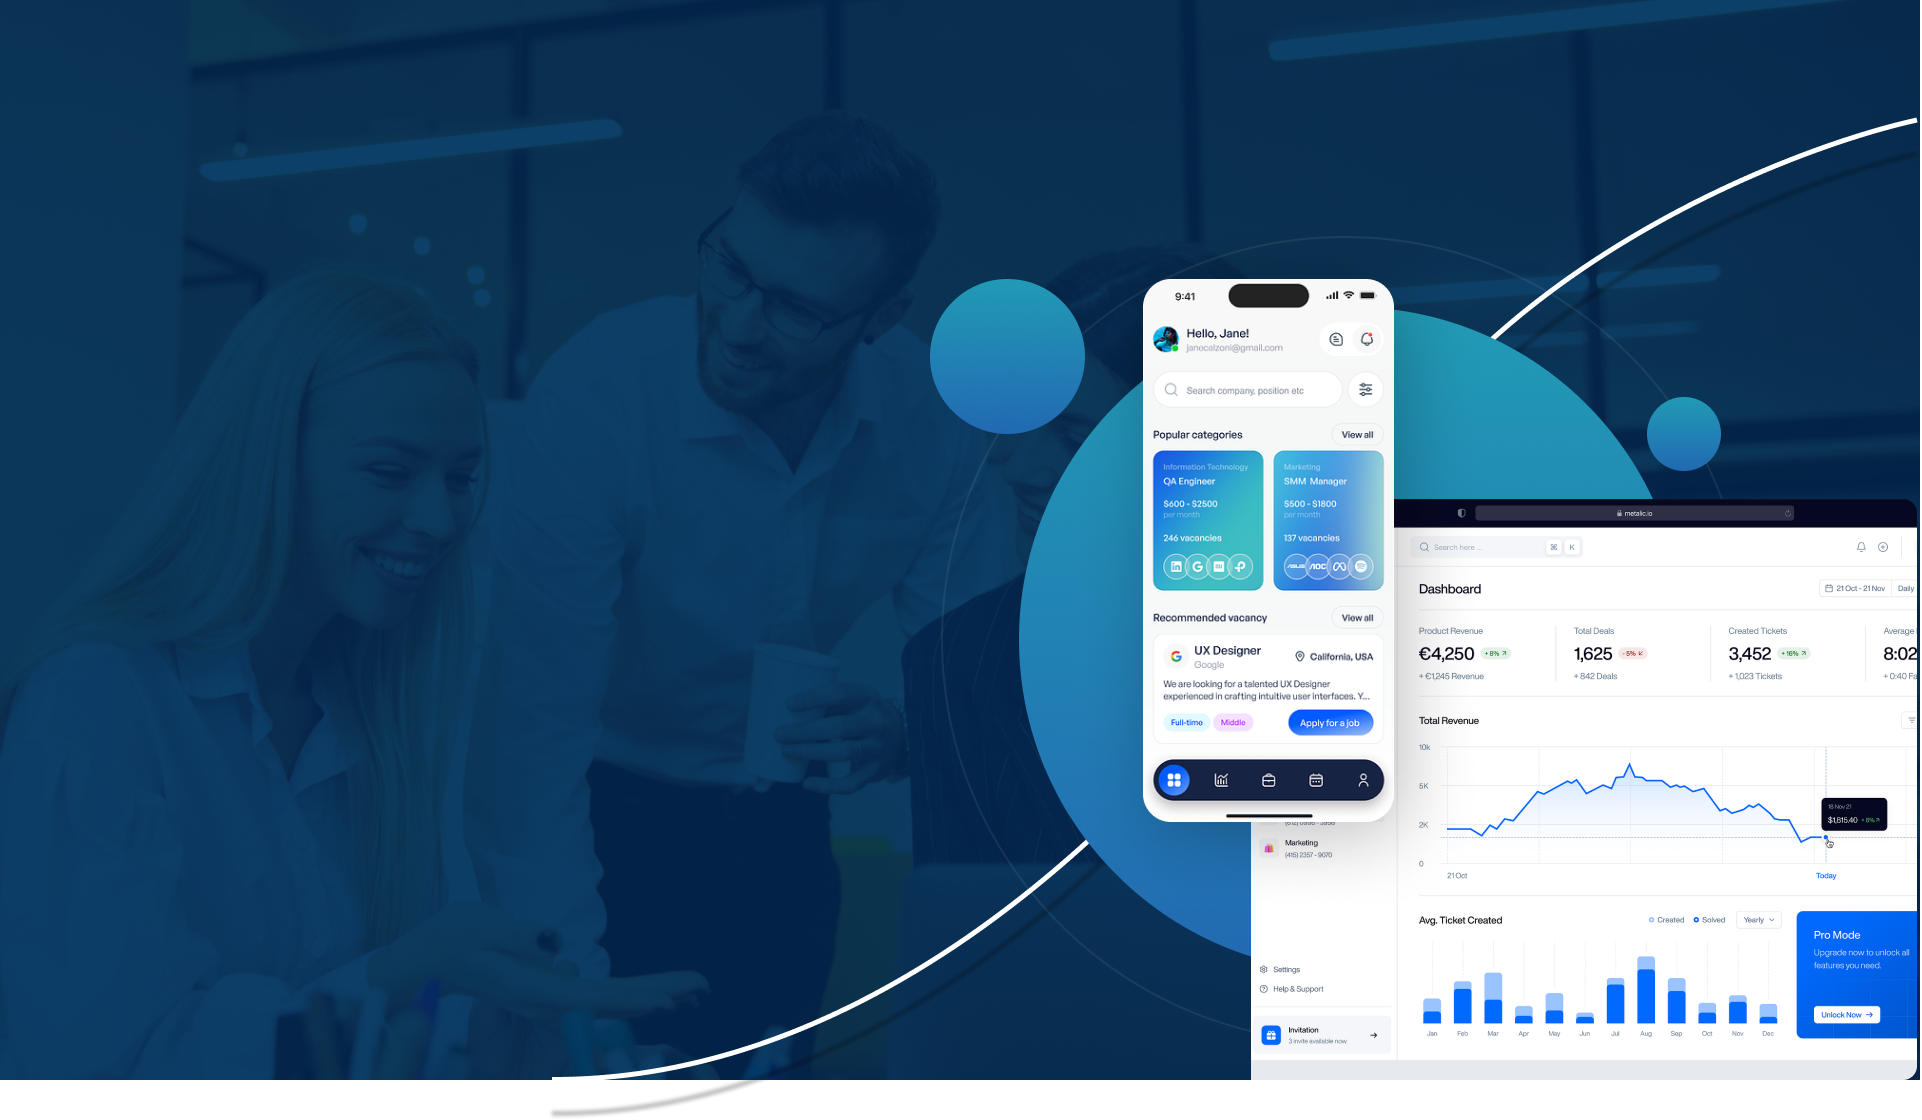 9:41
Hello, Jane!
janecalzoni@gmail.com
Search company, position etc
Popular categories
View all
Information Technology
QA Engineer
$600 - $2500
per month
246 vacancies
Marketing
SMM Manager
$500 - $1800
per month
137 vacancies
ASUS
AOC
Recommended vacancy
View all
UX Designer
Google
California, USA
We are looking for a talented UX Designer
experienced in crafting intuitive user interfaces. Y...
Full-time
Middle
Apply for a job
metalic.io
Search here ...
⌘ K
Dashboard
21 Oct - 21 Nov
Daily
Product Revenue
€4,250
+8%
+ €1,245 Revenue
Total Deals
1,625
-5%
+ 842 Deals
Created Tickets
3,452
+16%
+ 1,023 Tickets
Average
8:02
+ 0:40 Fa
Total Revenue
10k
5K
2K
0
21 Oct
Today
18 Nov 21
$1,815.40
+8%
Marketing
(415) 2357 - 9070
Settings
Help & Support
Invitation
3 invite available now
Avg. Ticket Created
Created
Solved
Yearly
Jan Feb Mar Apr May Jun Jul Aug Sep Oct Nov Dec
Pro Mode
Upgrade now to unlock all
features you need.
Unlock Now